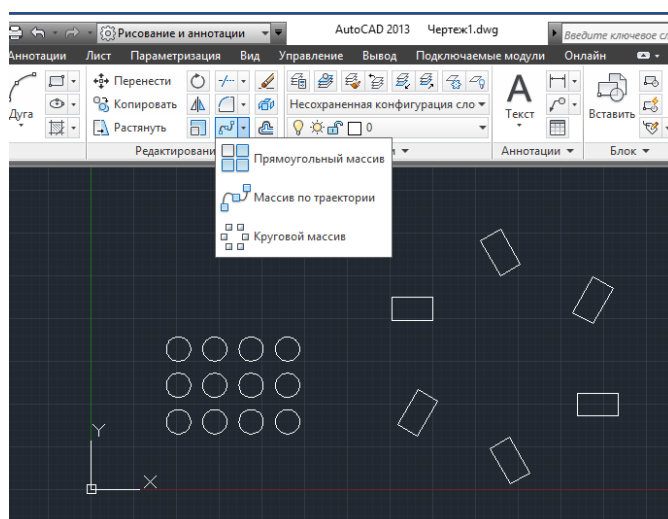 Рисование и аннотации
AutoCAD 2013 Чертеж1.dwg
Введите ключевое сл
Аннотации Лист Параметризация Вид Управление Вывод Подключаемые модули Онлайн
Дуга
Перенести
Копировать
Растянуть
Несохраненная конфигурация сло
0
Текст
Вставить
Редактировани
Аннотации
Блок
Прямоугольный массив
Массив по траектории
Круговой массив
Y
X